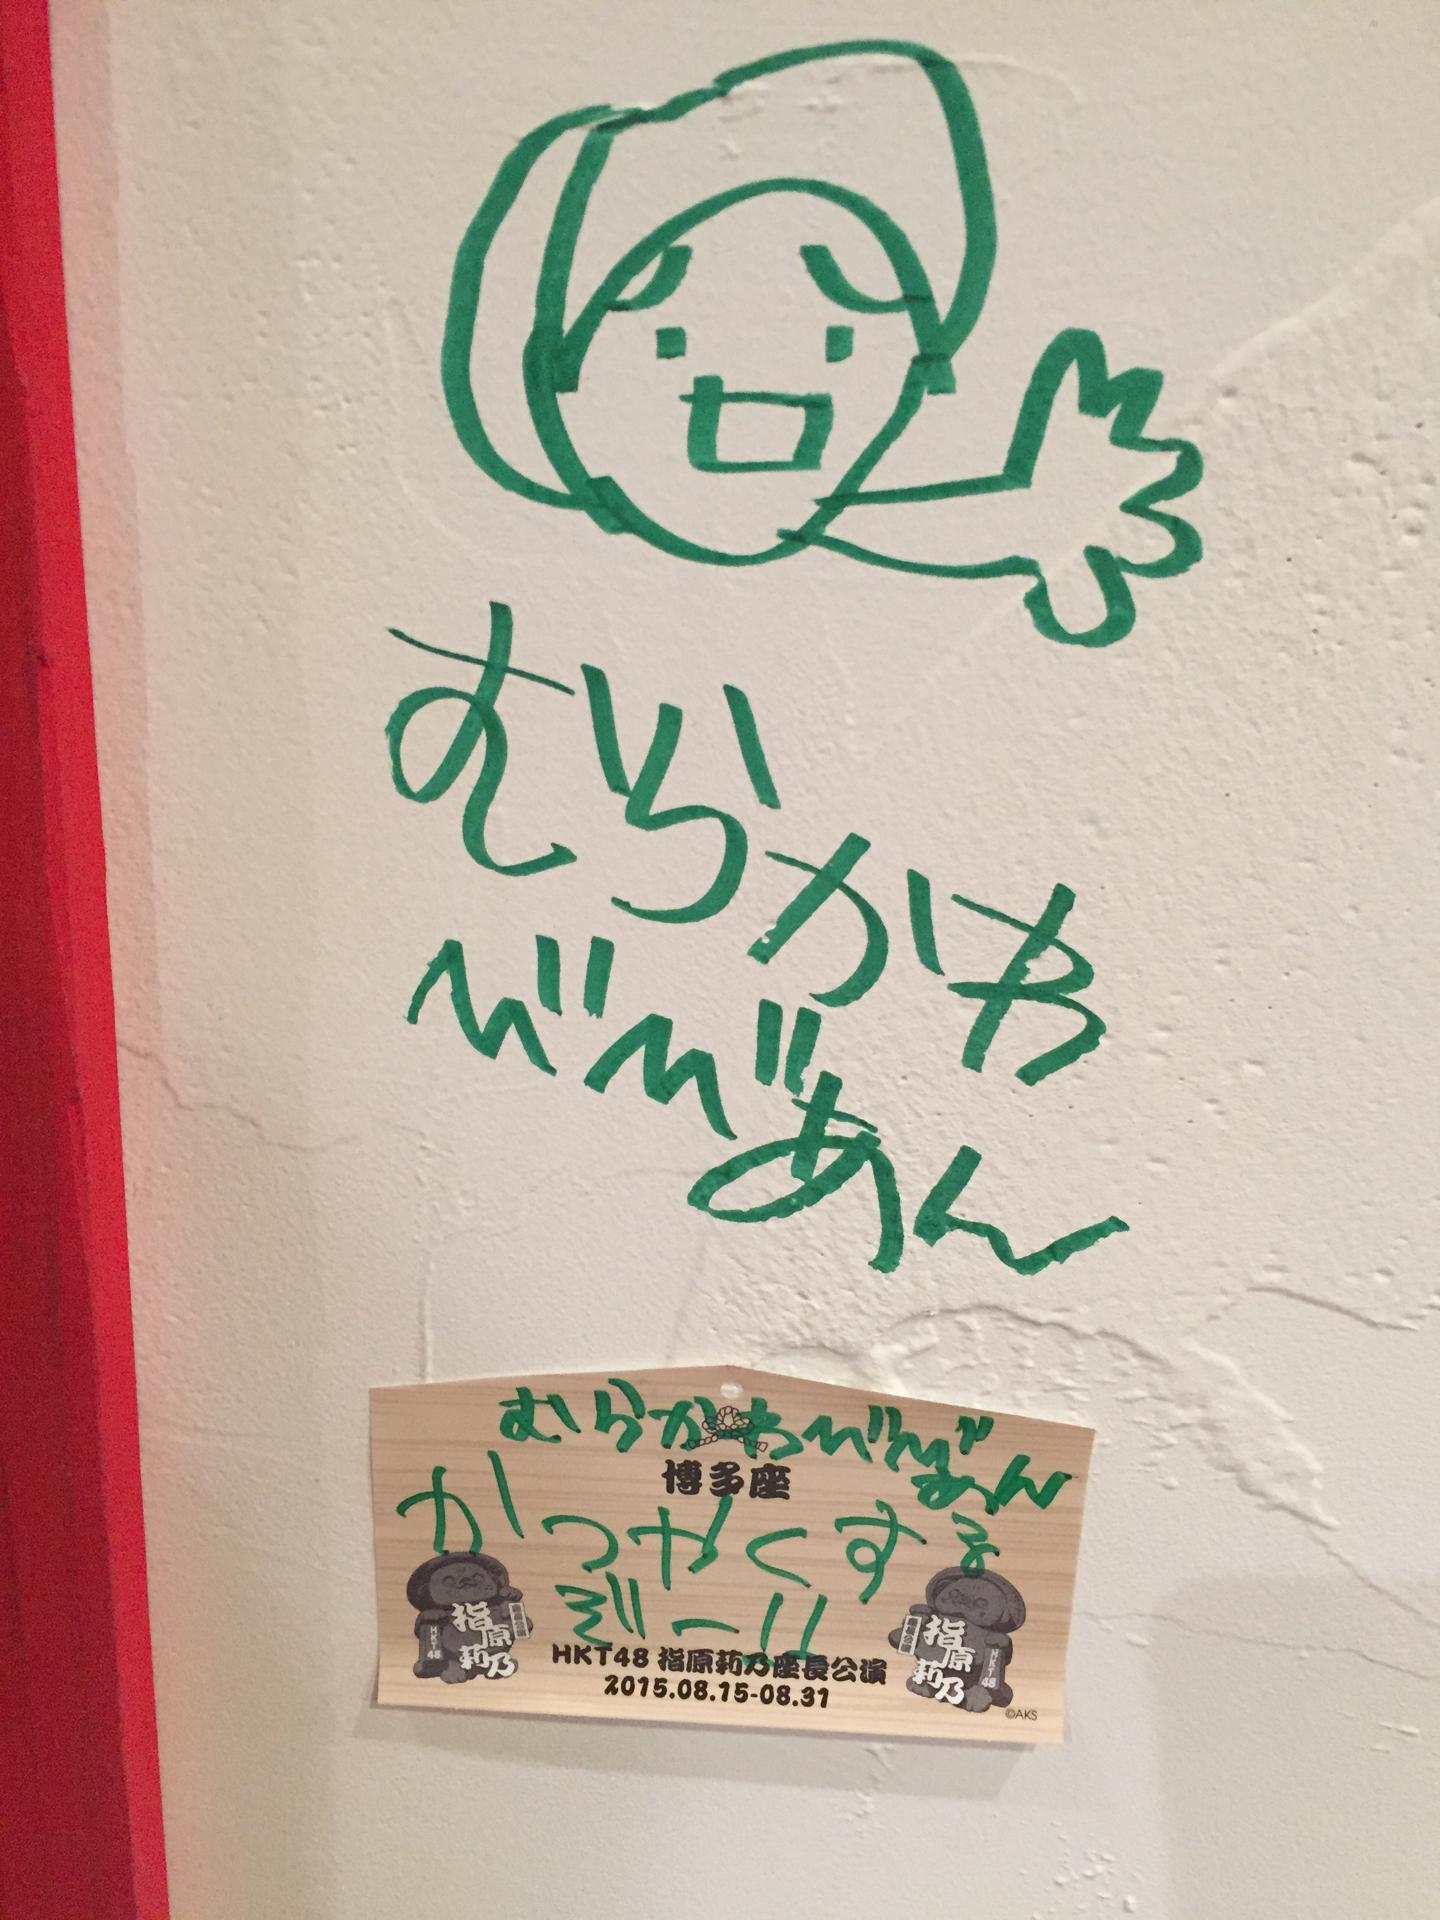 むらかわ
びびあん
むらかわびびあん
博多座
かつやくする
ぞー!!
指原莉乃
HKT48
指原莉乃
HKT48
HKT48 指原莉乃座長公演
2015.08.15-08.31
©AKS